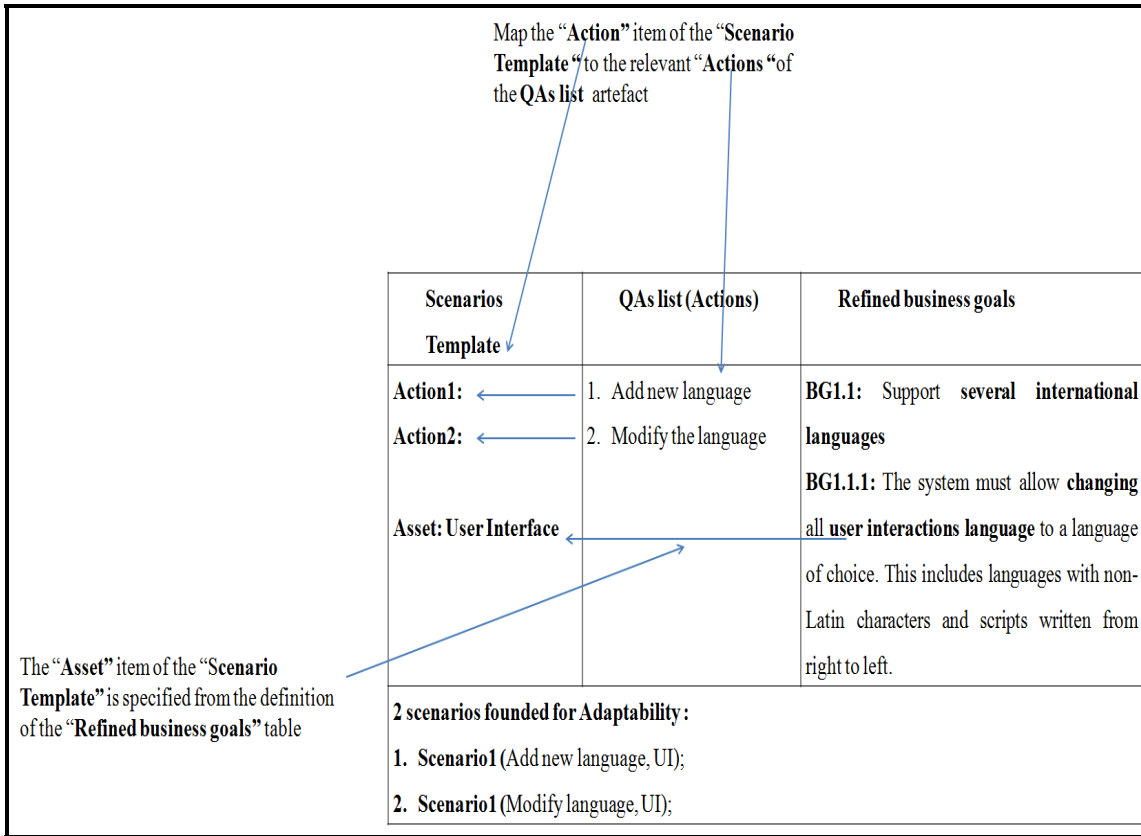 Map the “Action” item of the “Scenario
Template “ to the relevant “Actions “of
the QAs list artefact
Scenarios
Template
QAs list (Actions)
Refined business goals
Action1:
Action2:
Asset: User Interface
1. Add new language
2. Modify the language
BG1.1: Support several international
languages
BG1.1.1: The system must allow changing
all user interactions language to a language
of choice. This includes languages with non-
Latin characters and scripts written from
right to left.
The “Asset” item of the “Scenario
Template” is specified from the definition
of the “Refined business goals” table
2 scenarios founded for Adaptability :
1. Scenario1 (Add new language, UI);
2. Scenario1 (Modify language, UI);